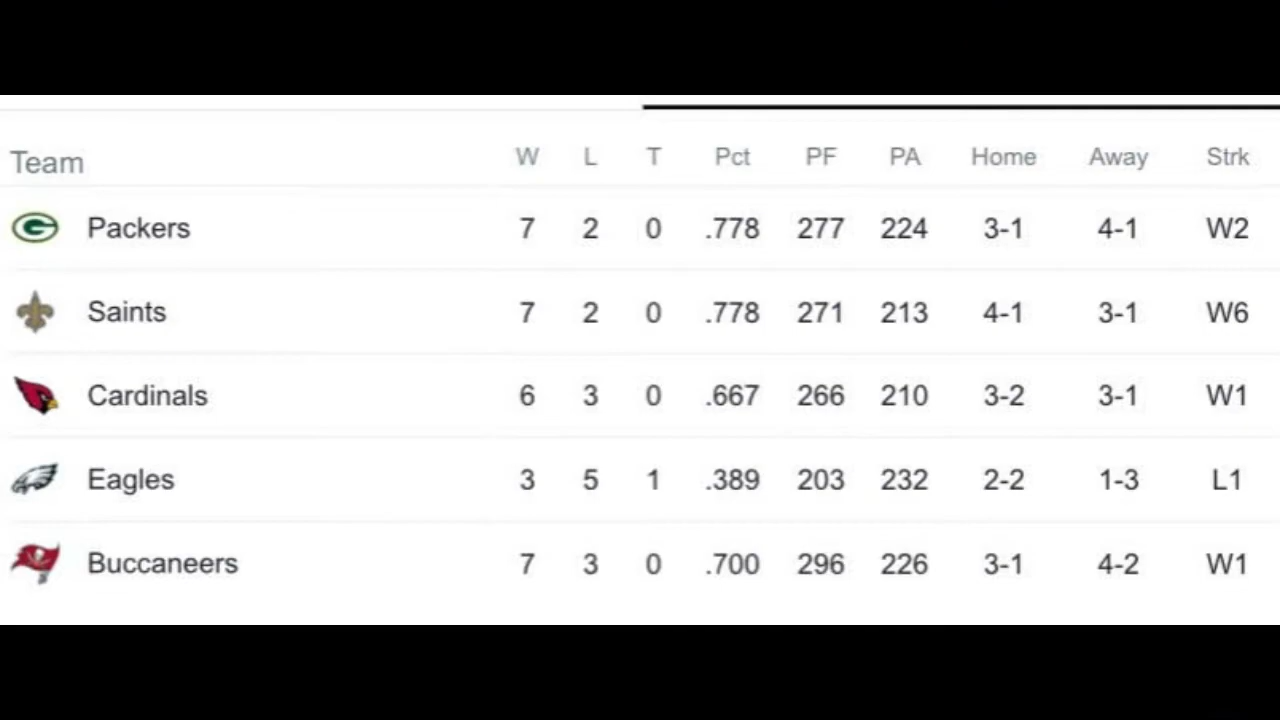 Team W L T Pct PF PA Home Away Strk
Packers 7 2 0 .778 277 224 3-1 4-1 W2
Saints 7 2 0 .778 271 213 4-1 3-1 W6
Cardinals 6 3 0 .667 266 210 3-2 3-1 W1
Eagles 3 5 1 .389 203 232 2-2 1-3 L1
Buccaneers 7 3 0 .700 296 226 3-1 4-2 W1